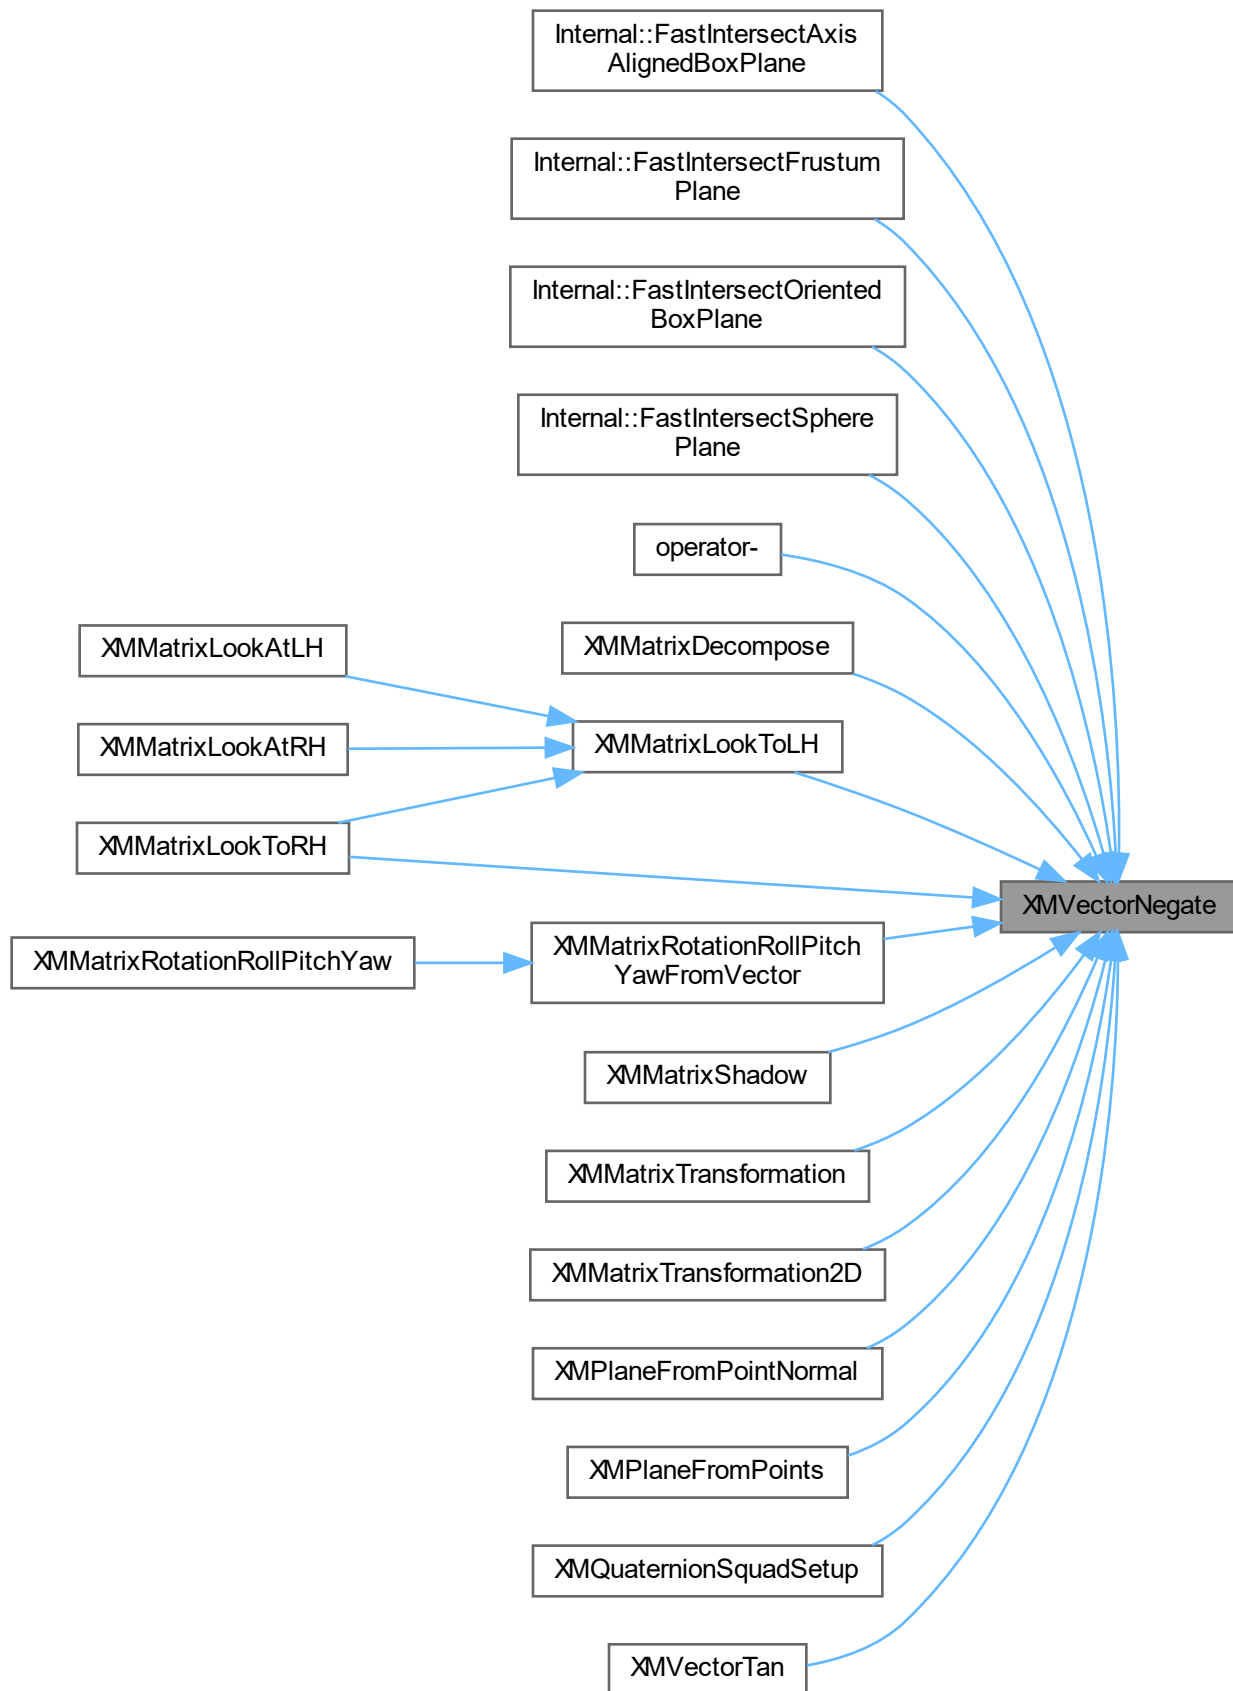 Internal::FastIntersectAxis
AlignedBoxPlane
Internal::FastIntersectFrustum
Plane
Internal::FastIntersectOriented
BoxPlane
Internal::FastIntersectSphere
Plane
operator-
XMMatrixDecompose
XMMatrixLookAtLH
XMMatrixLookToLH
XMMatrixLookAtRH
XMMatrixLookToRH
XMVectorNegate
XMMatrixRotationRollPitchYaw
XMMatrixRotationRollPitch
YawFromVector
XMMatrixShadow
XMMatrixTransformation
XMMatrixTransformation2D
XMPlaneFromPointNormal
XMPlaneFromPoints
XMQuaternionSquadSetup
XMVectorTan